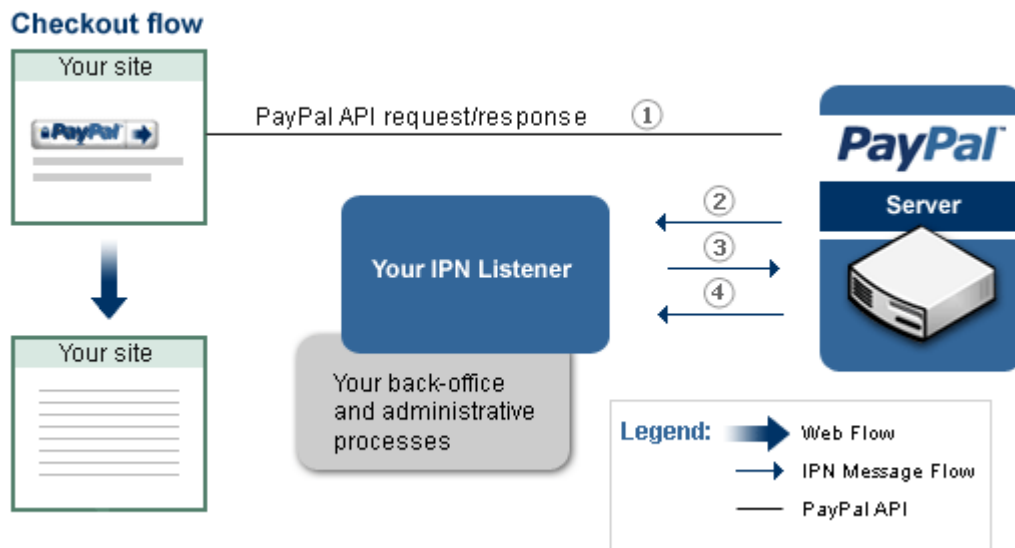 Checkout flow
Your site
PayPal
PayPal API request/response
1
PayPal
Server
2
3
4
Your IPN Listener
Your back-office
and administrative
processes
Your site
Legend:
Web Flow
IPN Message Flow
PayPal API